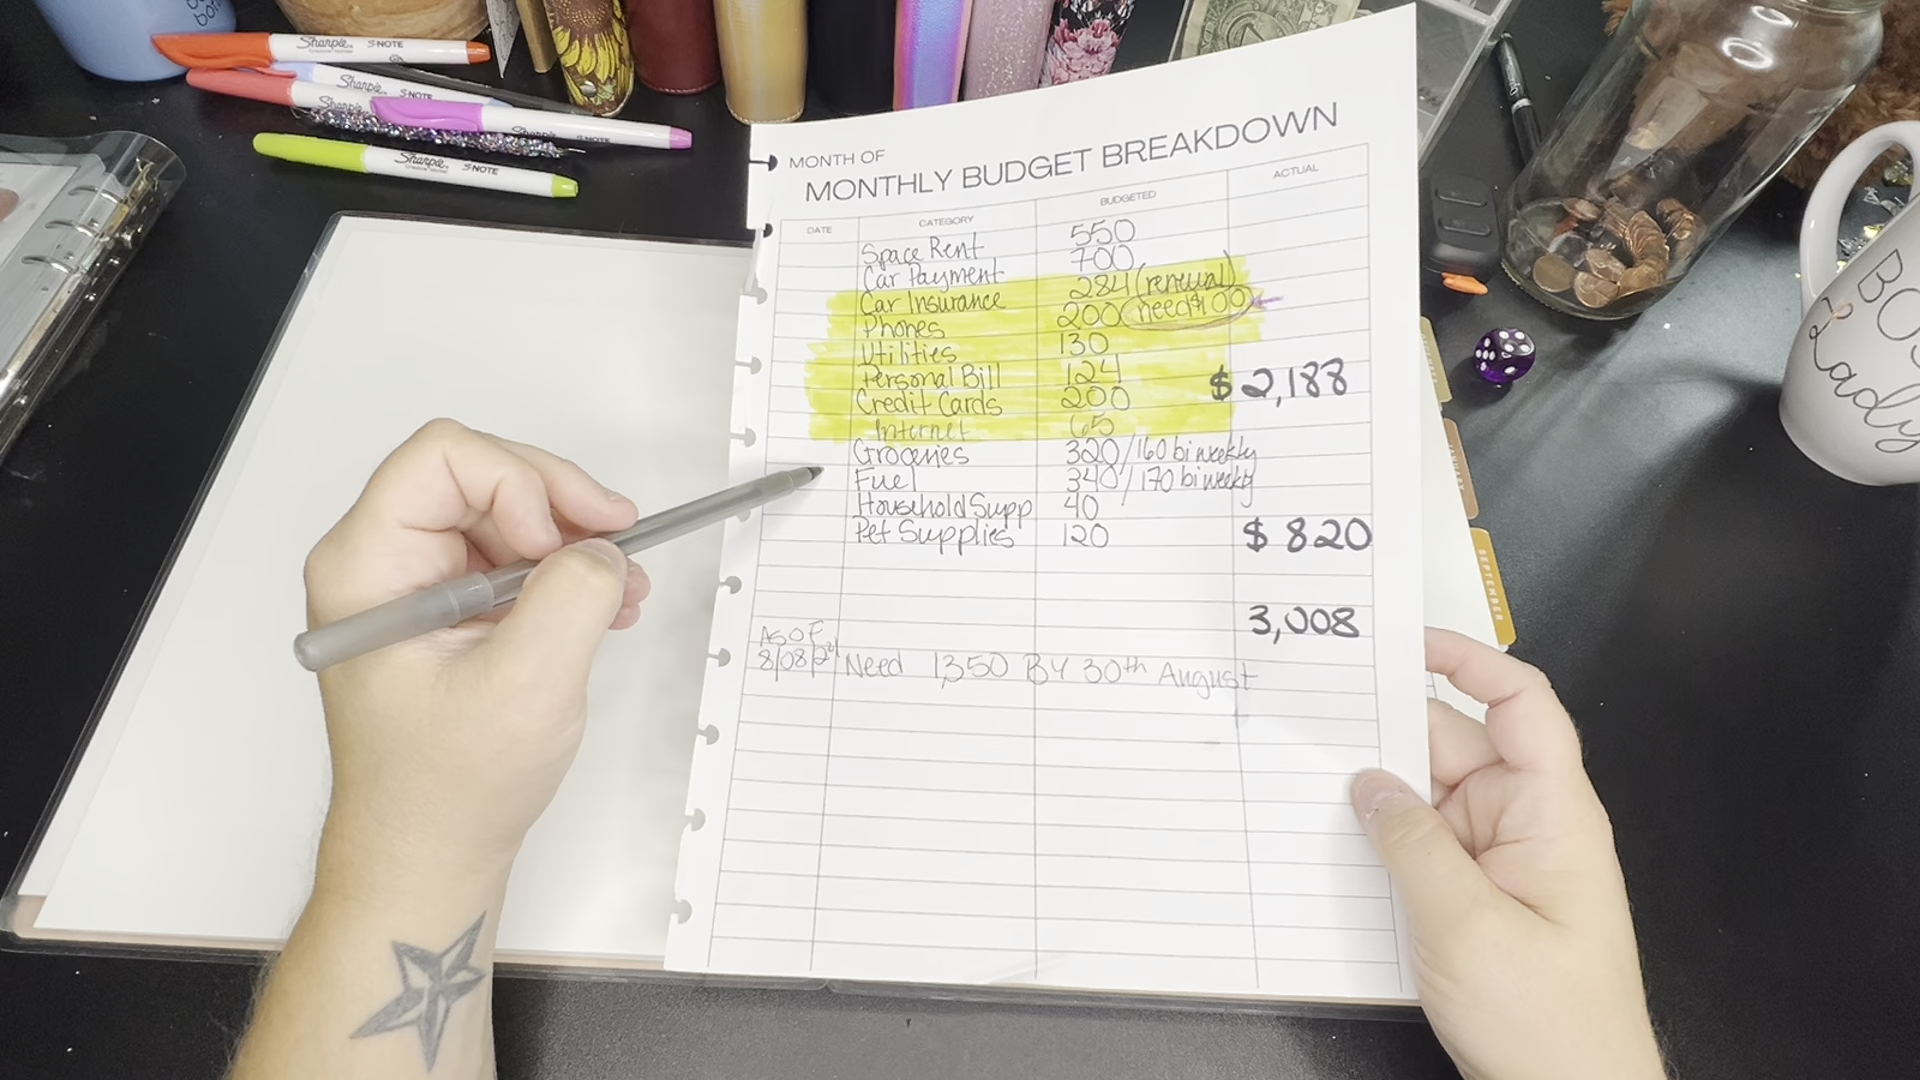 Sharpie S-NOTE
Sharpie S-NOTE
Sharpie
Sharpie S-NOTE
MONTH OF
MONTHLY BUDGET BREAKDOWN
DATE CATEGORY BUDGETED ACTUAL
Space Rent 550
Car Payment 700
Car Insurance 284 (renewal)
Phones 200 need $100
Utilities 130
Personal Bill 124
Credit Cards 200 $ 2,188
Internet 65
Groceries 320/160 bi weekly
Fuel 340/170 bi weekly
Household Supp 40
Pet Supplies 120 $ 820
3,008
AS OF
8/08/24 Need 1,350 BY 30th August
SEPTEMBER
Lady